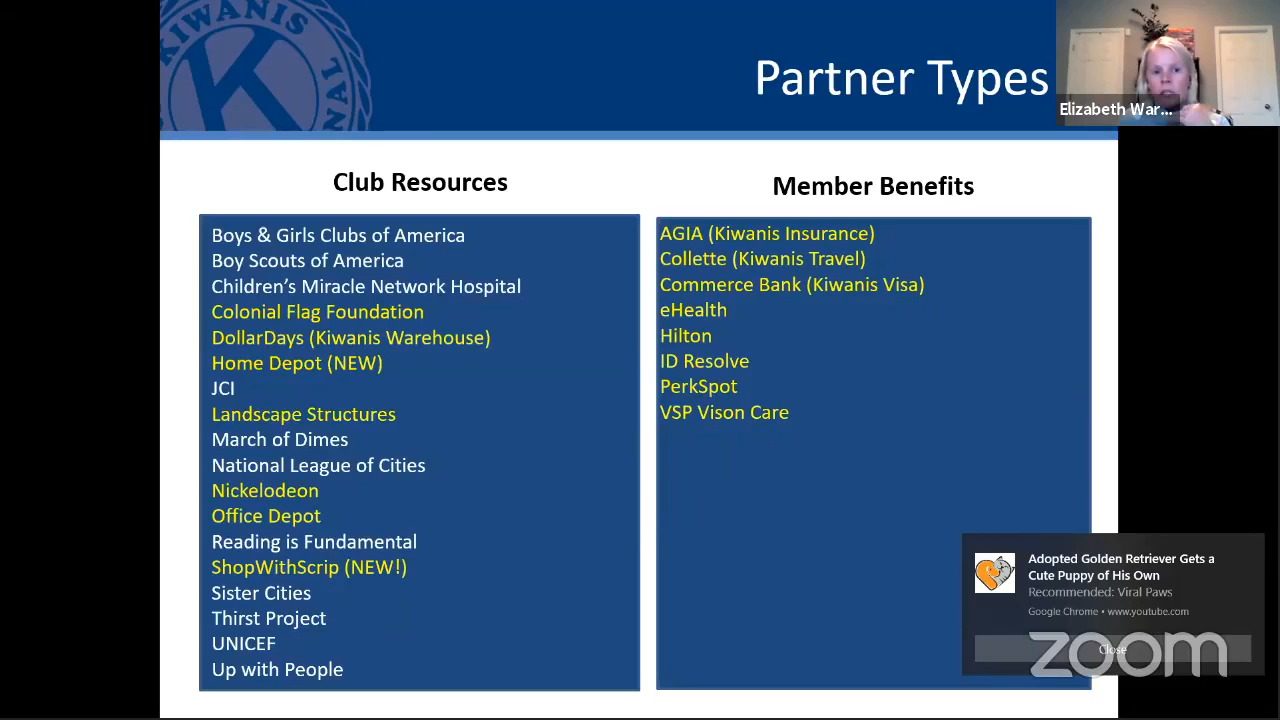 KIWANIS
NAL
K
Partner Types
Elizabeth War...
Club Resources
Boys & Girls Clubs of America
Boy Scouts of America
Children's Miracle Network Hospital
Colonial Flag Foundation
DollarDays (Kiwanis Warehouse)
Home Depot (NEW)
JCI
Landscape Structures
March of Dimes
National League of Cities
Nickelodeon
Office Depot
Reading is Fundamental
ShopWithScrip (NEW!)
Sister Cities
Thirst Project
UNICEF
Up with People
Member Benefits
AGIA (Kiwanis Insurance)
Collette (Kiwanis Travel)
Commerce Bank (Kiwanis Visa)
eHealth
Hilton
ID Resolve
PerkSpot
VSP Vison Care
Adopted Golden Retriever Gets a
Cute Puppy of His Own
Recommended: Viral Paws
Google Chrome • www.youtube.com
Close
zoom